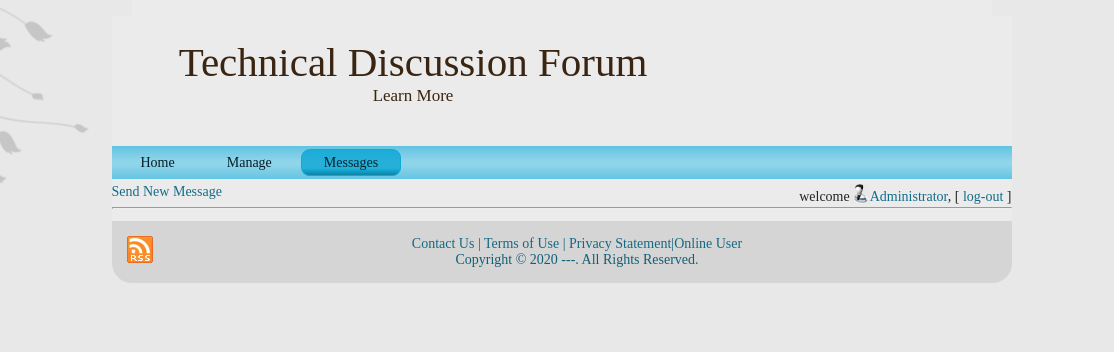 Technical Discussion Forum
Learn More
Home Manage Messages
Send New Message
welcome Administrator, [ log-out ]
RSS
Contact Us | Terms of Use | Privacy Statement|Online User
Copyright © 2020 ---. All Rights Reserved.